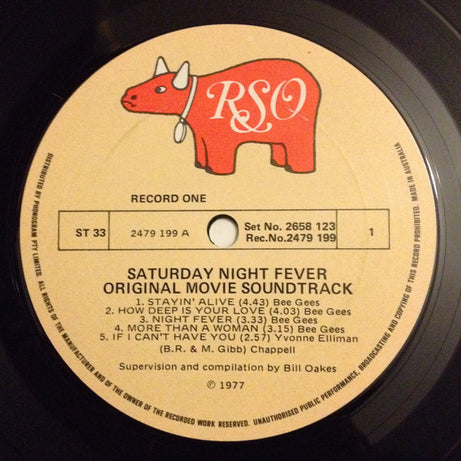 RSO
RECORD ONE
ST 33
2479 199 A
Set No. 2658 123
Rec.No.2479 199
1
SATURDAY NIGHT FEVER
ORIGINAL MOVIE SOUNDTRACK
1. STAYIN' ALIVE (4.43) Bee Gees
2. HOW DEEP IS YOUR LOVE (4.03) Bee Gees
3. NIGHT FEVER (3.33) Bee Gees
4. MORE THAN A WOMAN (3.15) Bee Gees
5. IF I CAN'T HAVE YOU (2.57) Yvonne Elliman
(B.R. & M. Gibb) Chappell
Supervision and compilation by Bill Oakes
© 1977
DISTRIBUTED BY PHONOGRAM PTY LIMITED. ALL RIGHTS OF THE MANUFACTURER AND OF THE OWNER OF THE RECORDED WORK RESERVED. UNAUTHORISED PUBLIC PERFORMANCE, BROADCASTING AND COPYING OF THIS RECORD PROHIBITED. MADE IN AUSTRALIA